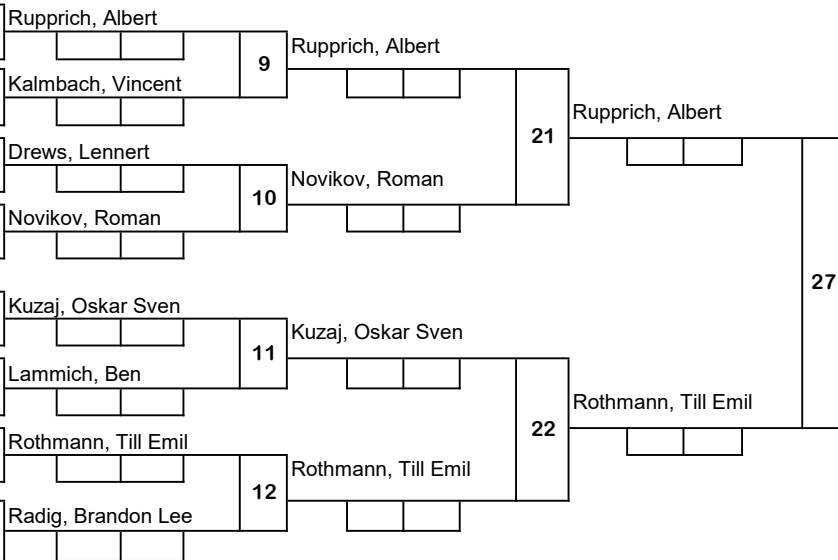 Rupprich, Albert
9
Rupprich, Albert
Kalmbach, Vincent
21
Rupprich, Albert
Drews, Lennert
10
Novikov, Roman
Novikov, Roman
27
Kuzaj, Oskar Sven
11
Kuzaj, Oskar Sven
Lammich, Ben
22
Rothmann, Till Emil
Rothmann, Till Emil
12
Rothmann, Till Emil
Radig, Brandon Lee